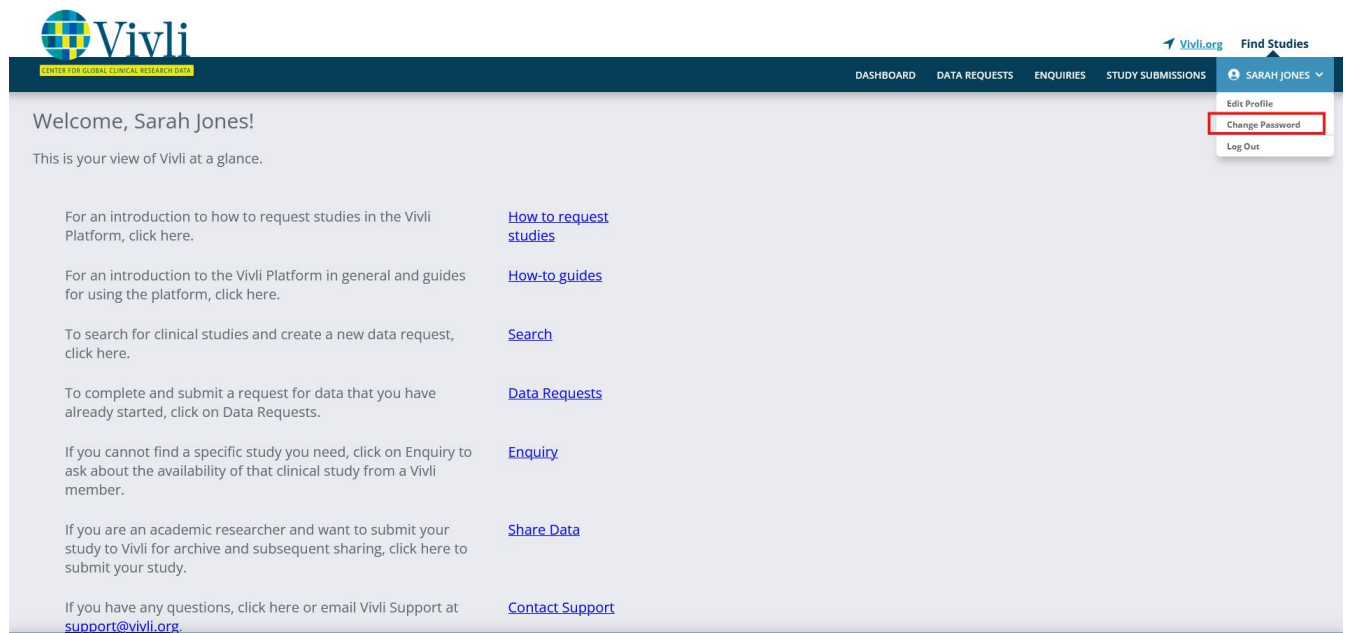 Vivli
CENTER FOR GLOBAL CLINICAL RESEARCH DATA
Vivli.org Find Studies
DASHBOARD DATA REQUESTS ENQUIRIES STUDY SUBMISSIONS SARAH JONES
Edit Profile
Change Password
Log Out
Welcome, Sarah Jones!
This is your view of Vivli at a glance.
For an introduction to how to request studies in the Vivli
Platform, click here.
How to request
studies
For an introduction to the Vivli Platform in general and guides
for using the platform, click here.
How-to guides
To search for clinical studies and create a new data request,
click here.
Search
To complete and submit a request for data that you have
already started, click on Data Requests.
Data Requests
If you cannot find a specific study you need, click on Enquiry to
ask about the availability of that clinical study from a Vivli
member.
Enquiry
If you are an academic researcher and want to submit your
study to Vivli for archive and subsequent sharing, click here to
submit your study.
Share Data
If you have any questions, click here or email Vivli Support at
support@vivli.org.
Contact Support